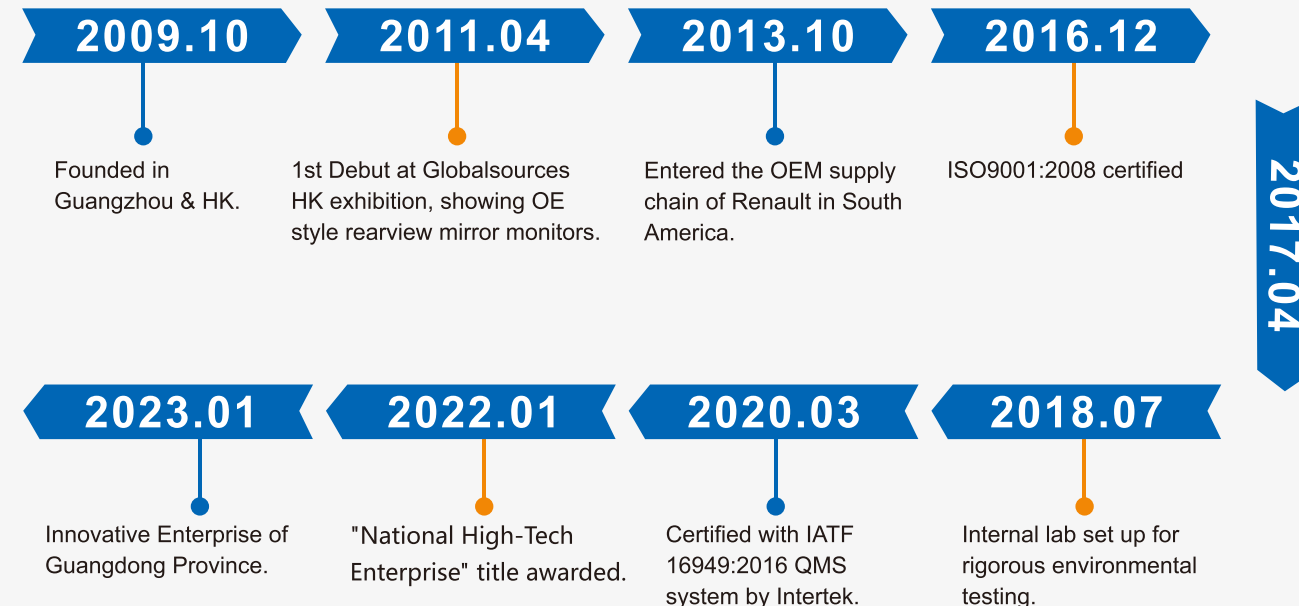 2009.10
Founded in
Guangzhou & HK.
2011.04
1st Debut at Globalsources
HK exhibition, showing OE
style rearview mirror monitors.
2013.10
Entered the OEM supply
chain of Renault in South
America.
2016.12
ISO9001:2008 certified
2017.04
2018.07
Internal lab set up for
rigorous environmental
testing.
2020.03
Certified with IATF
16949:2016 QMS
system by Intertek.
2022.01
"National High-Tech
Enterprise" title awarded.
2023.01
Innovative Enterprise of
Guangdong Province.